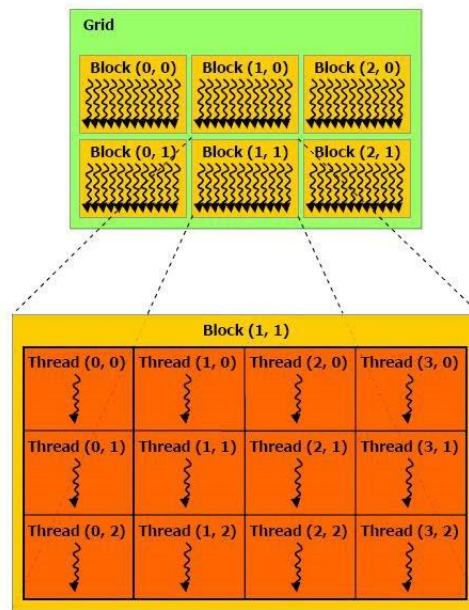 Grid
Block (0, 0) Block (1, 0) Block (2, 0)
Block (0, 1) Block (1, 1) Block (2, 1)
Block (1, 1)
Thread (0, 0) Thread (1, 0) Thread (2, 0) Thread (3, 0)
Thread (0, 1) Thread (1, 1) Thread (2, 1) Thread (3, 1)
Thread (0, 2) Thread (1, 2) Thread (2, 2) Thread (3, 2)